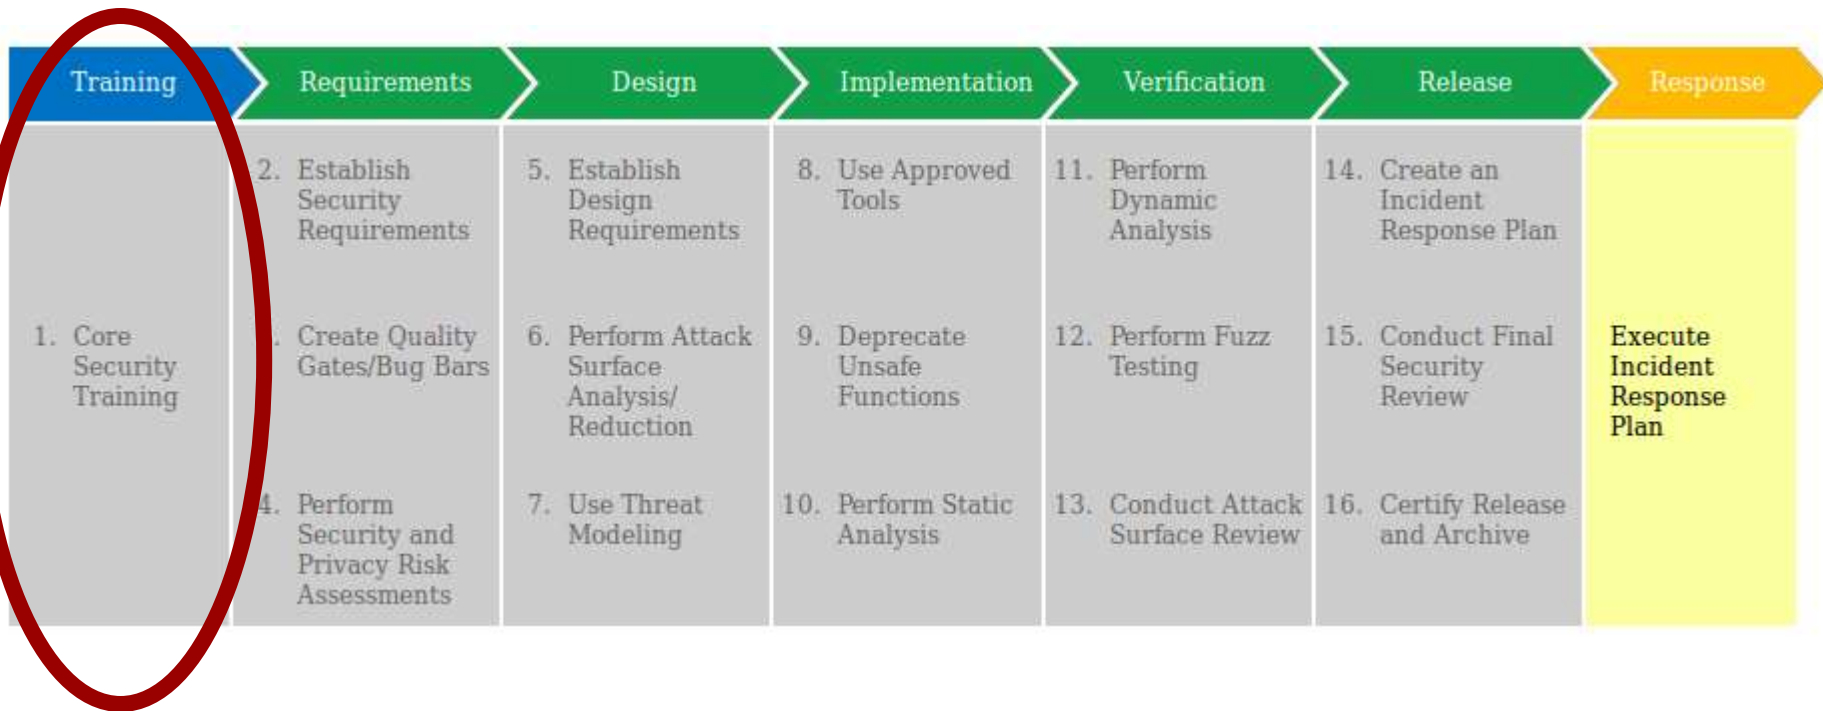 Training
Requirements
Design
Implementation
Verification
Release
Response
1. Core
Security
Training
2. Establish
Security
Requirements
. Create Quality
Gates/Bug Bars
4. Perform
Security and
Privacy Risk
Assessments
5. Establish
Design
Requirements
6. Perform Attack
Surface
Analysis/
Reduction
7. Use Threat
Modeling
8. Use Approved
Tools
9. Deprecate
Unsafe
Functions
10. Perform Static
Analysis
11. Perform
Dynamic
Analysis
12. Perform Fuzz
Testing
13. Conduct Attack
Surface Review
14. Create an
Incident
Response Plan
15. Conduct Final
Security
Review
16. Certify Release
and Archive
Execute
Incident
Response
Plan